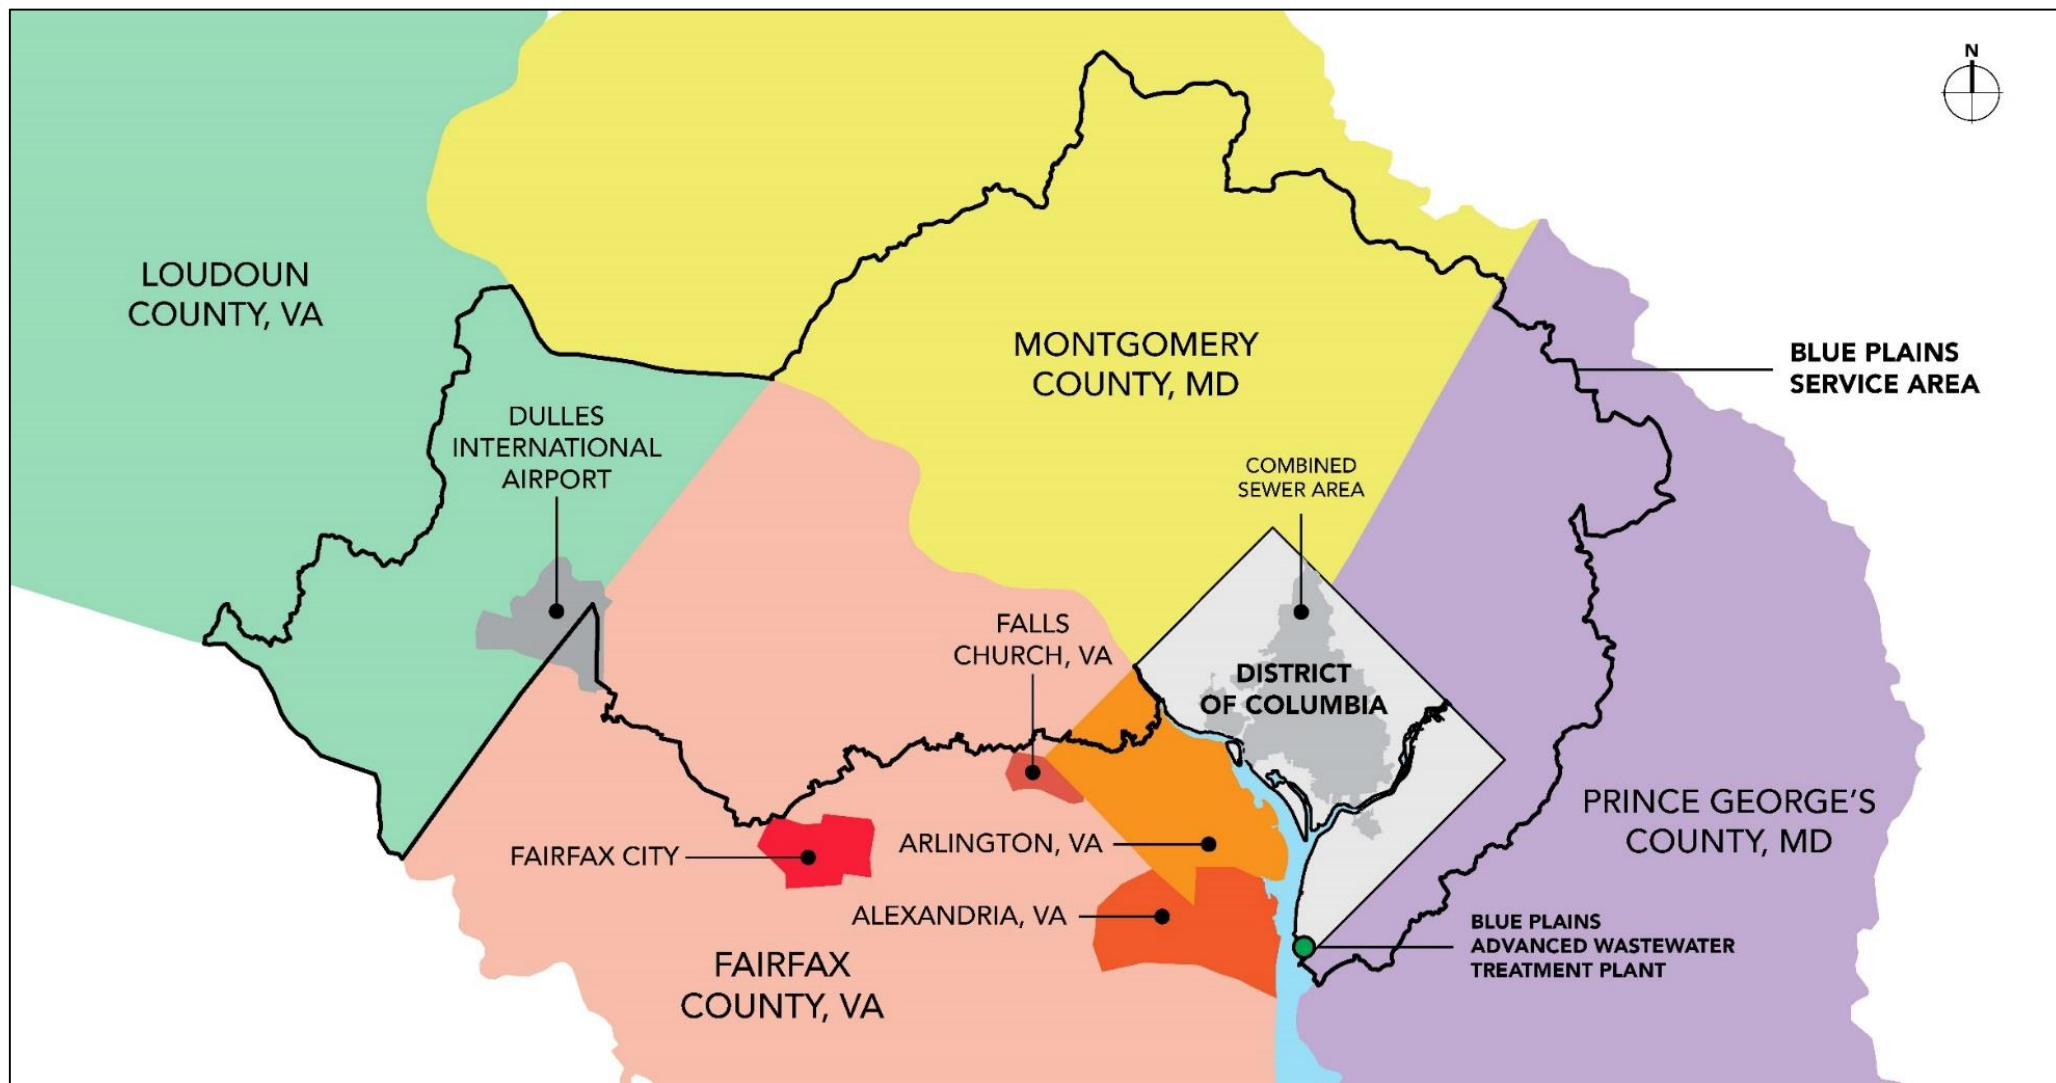 N
LOUDOUN
COUNTY, VA
MONTGOMERY
COUNTY, MD
BLUE PLAINS
SERVICE AREA
DULLES
INTERNATIONAL
AIRPORT
COMBINED
SEWER AREA
FALLS
CHURCH, VA
DISTRICT
OF COLUMBIA
PRINCE GEORGE'S
COUNTY, MD
FAIRFAX CITY
ARLINGTON, VA
ALEXANDRIA, VA
BLUE PLAINS
ADVANCED WASTEWATER
TREATMENT PLANT
FAIRFAX
COUNTY, VA